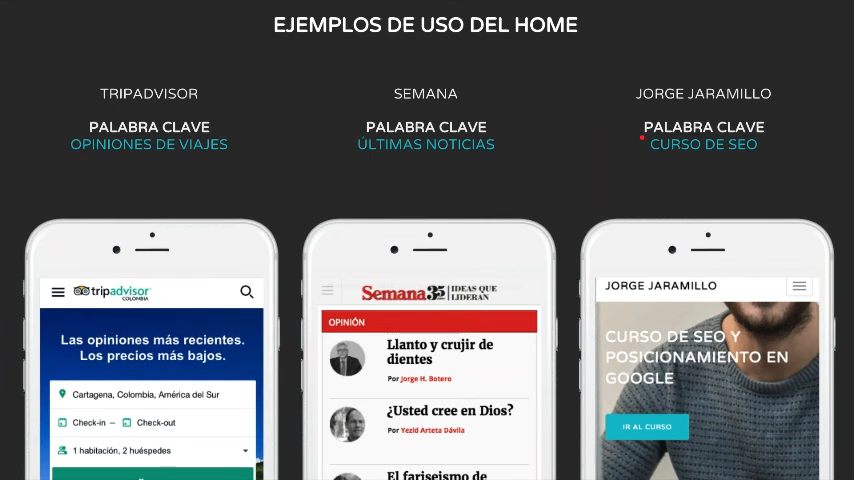 EJEMPLOS DE USO DEL HOME
TRIPADVISOR
PALABRA CLAVE
OPINIONES DE VIAJES
SEMANA
PALABRA CLAVE
ÚLTIMAS NOTICIAS
JORGE JARAMILLO
PALABRA CLAVE
CURSO DE SEO
tripadvisor
COLOMBIA
Las opiniones más recientes.
Los precios más bajos.
Cartagena, Colombia, América del Sur
Check-in — Check-out
1 habitación, 2 huéspedes
Semana 35 IDEAS QUE
LIDERAN
OPINIÓN
Llanto y crujir de
dientes
Por Jorge H. Botero
¿Usted cree en Dios?
Por Yezid Arteta Dávila
El fariseísmo de
JORGE JARAMILLO
CURSO DE SEO Y
POSICIONAMIENTO EN
GOOGLE
IR AL CURSO